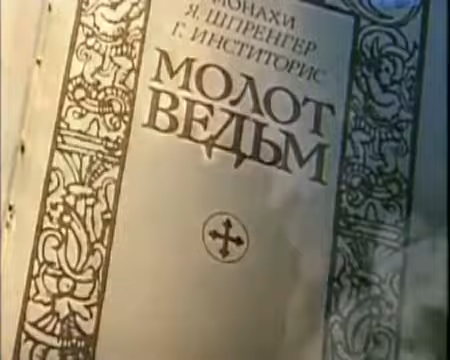 МОНАХИ
Я. ШПРЕНГЕР
Г. ИНСТИТОРИС
МОЛОТ
ВЕДЬМ